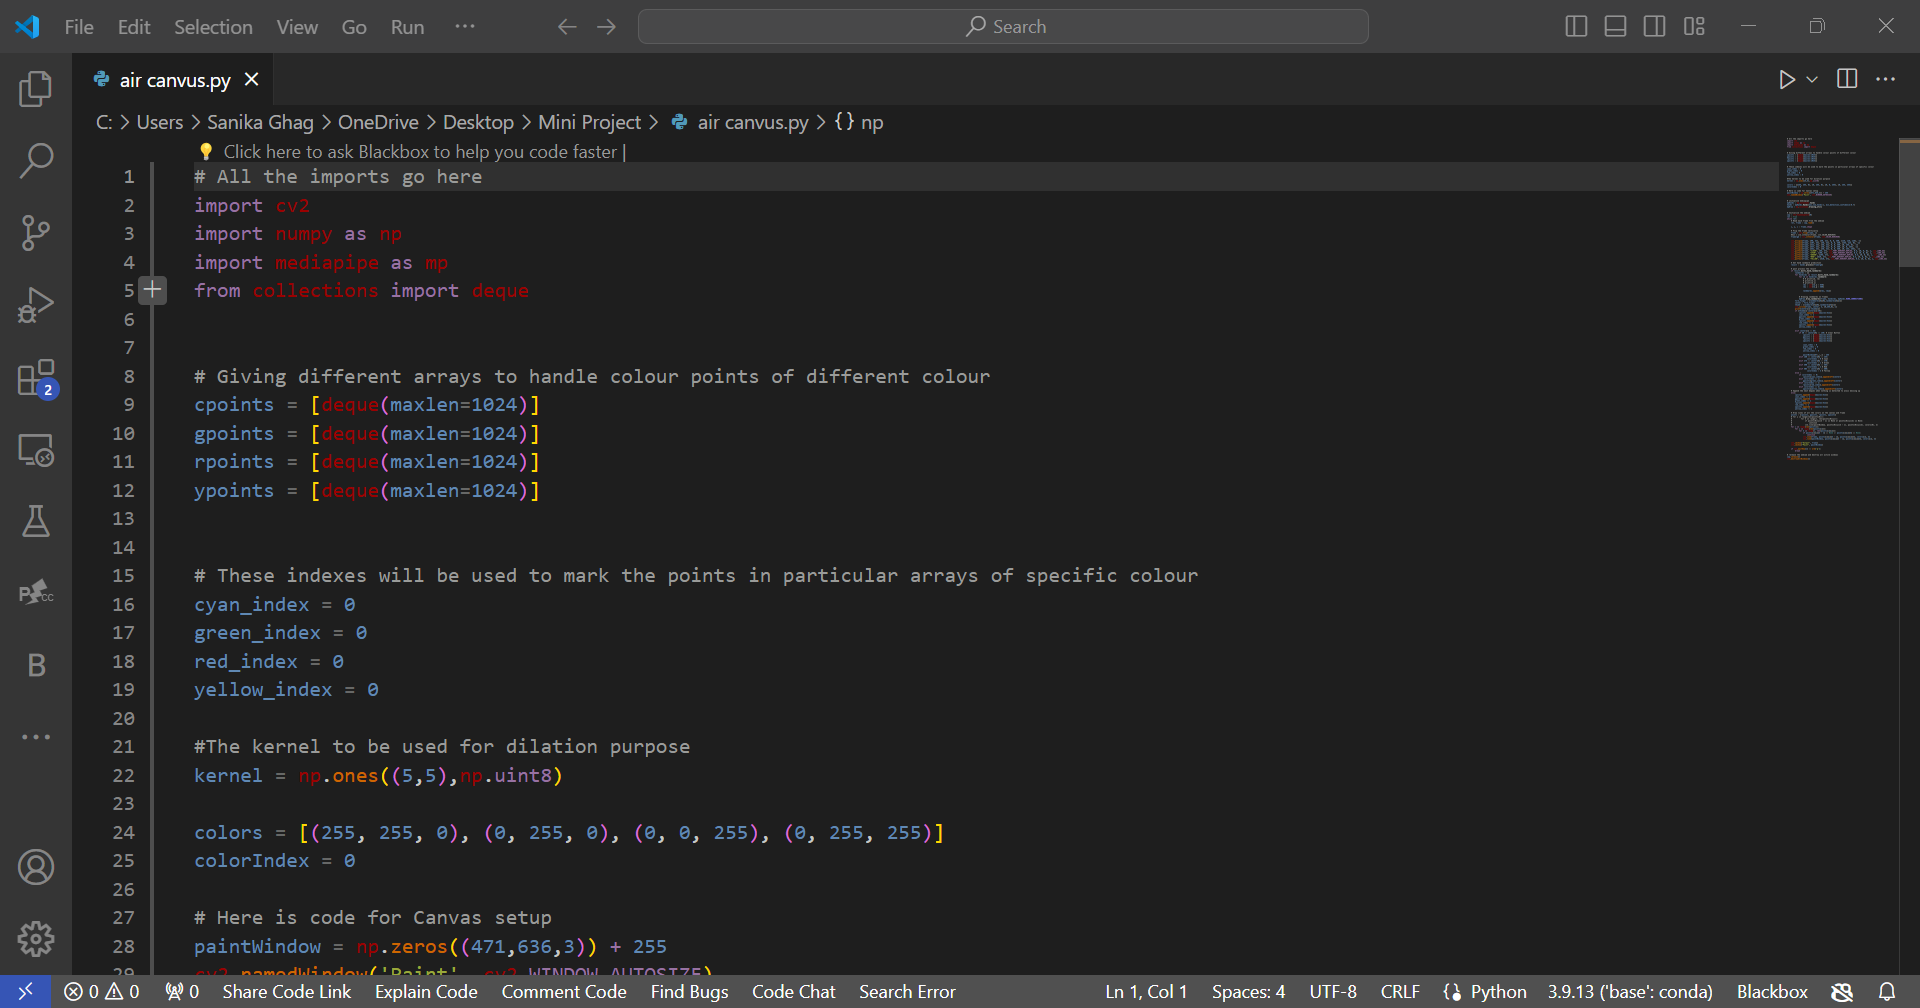 File Edit Selection View Go Run ··· Search
air canvus.py
C: > Users > Sanika Ghag > OneDrive > Desktop > Mini Project > air canvus.py > {} np
Click here to ask Blackbox to help you code faster |
1 # All the imports go here
2 import cv2
3 import numpy as np
4 import mediapipe as mp
5 from collections import deque
6
7
8 # Giving different arrays to handle colour points of different colour
9 cpoints = [deque(maxlen=1024)]
10 gpoints = [deque(maxlen=1024)]
11 rpoints = [deque(maxlen=1024)]
12 ypoints = [deque(maxlen=1024)]
13
14
15 # These indexes will be used to mark the points in particular arrays of specific colour
16 cyan_index = 0
17 green_index = 0
18 red_index = 0
19 yellow_index = 0
20
21 #The kernel to be used for dilation purpose
22 kernel = np.ones((5,5),np.uint8)
23
24 colors = [(255, 255, 0), (0, 255, 0), (0, 0, 255), (0, 255, 255)]
25 colorIndex = 0
26
27 # Here is code for Canvas setup
28 paintWindow = np.zeros((471,636,3)) + 255
29 cv2.namedWindow('Paint', cv2.WINDOW_AUTOSIZE)
2
PCC
B
0 0 0 Share Code Link Explain Code Comment Code Find Bugs Code Chat Search Error Ln 1, Col 1 Spaces: 4 UTF-8 CRLF Python 3.9.13 ('base': conda) Blackbox